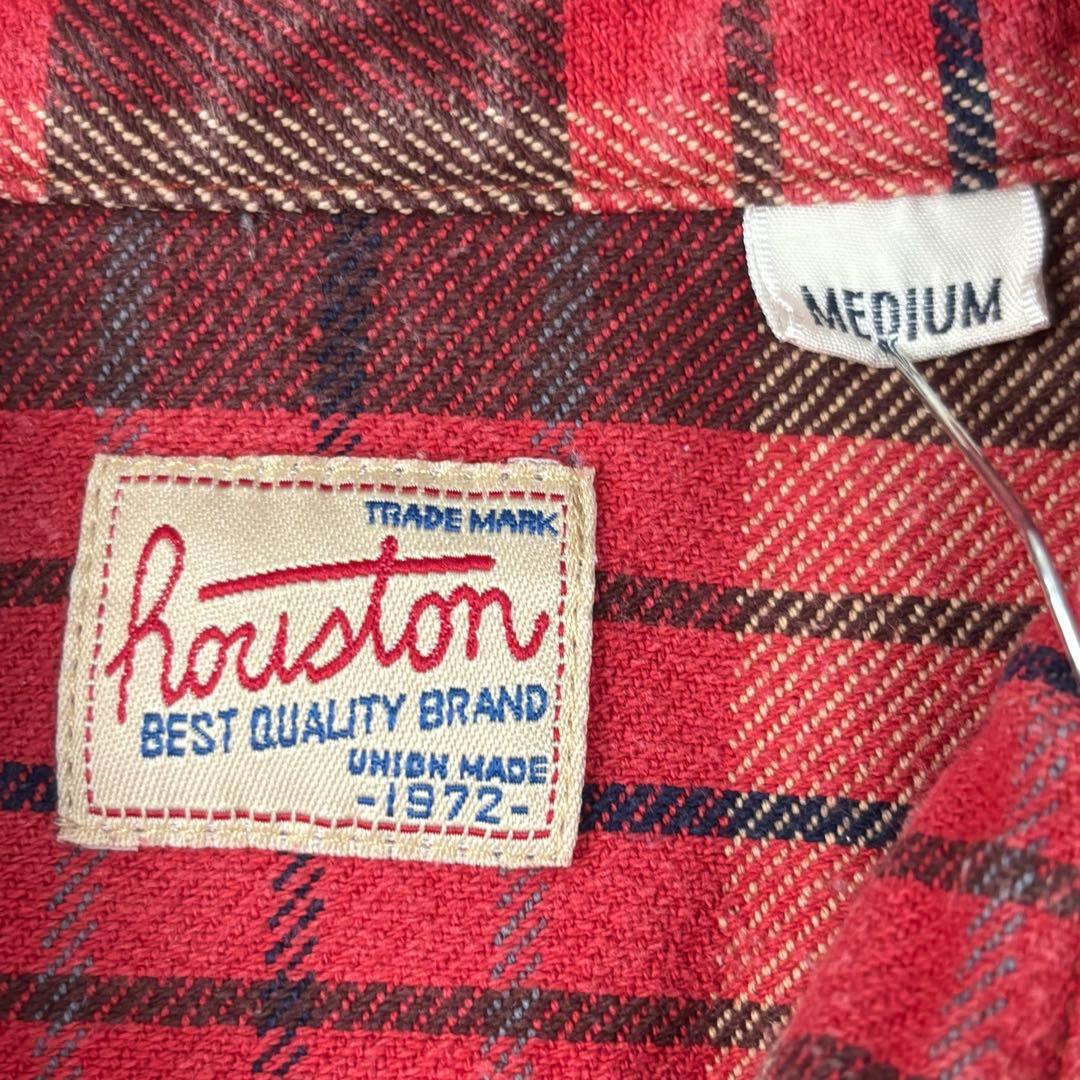 MEDIUM
TRADE MARK
houston
BEST QUALITY BRAND
UNION MADE
-1972-